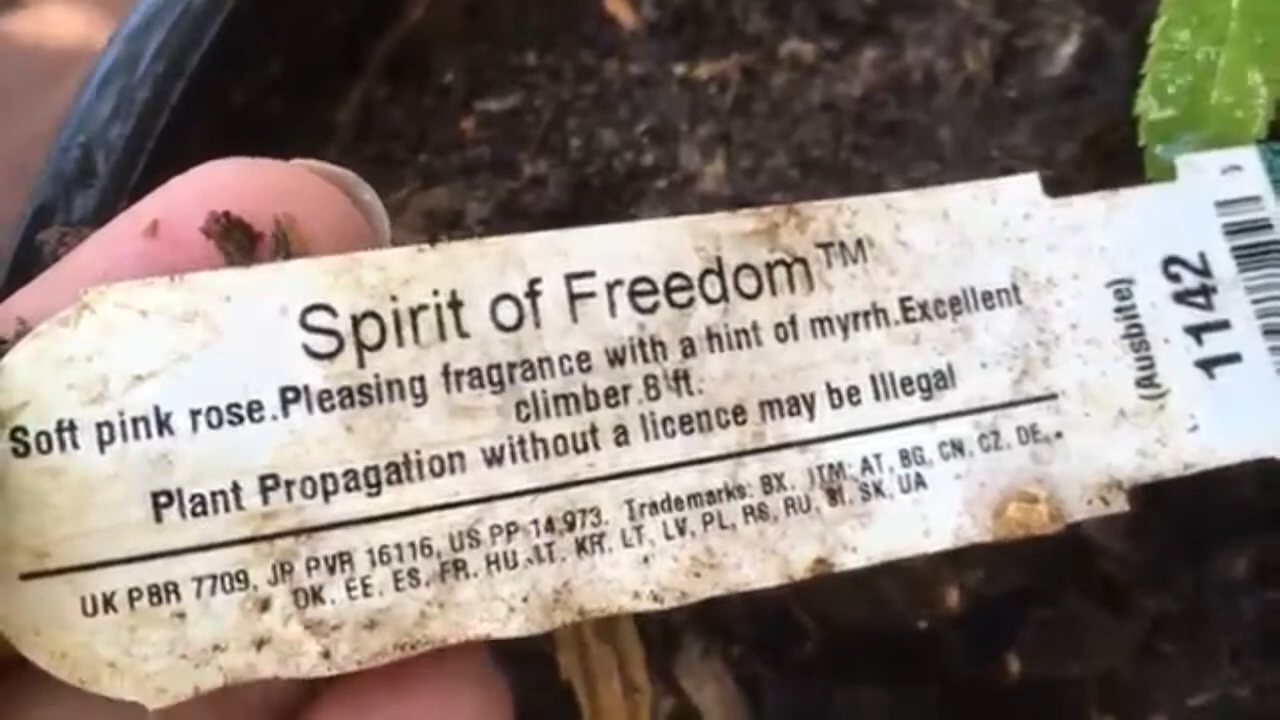 Spirit of Freedom™
Soft pink rose.Pleasing fragrance with a hint of myrrh.Excellent
climber.8 ft.
Plant Propagation without a licence may be Illegal
UK PBR 7709, JP PVR 16116, US PP 14,973. Trademarks: BX. ITM: AT, BG, CN, CZ, DE,
DK, EE, ES, FR, HU, KR, LT, LV, PL, RS, RU, SI, SK, UA
(Ausbite)
1142